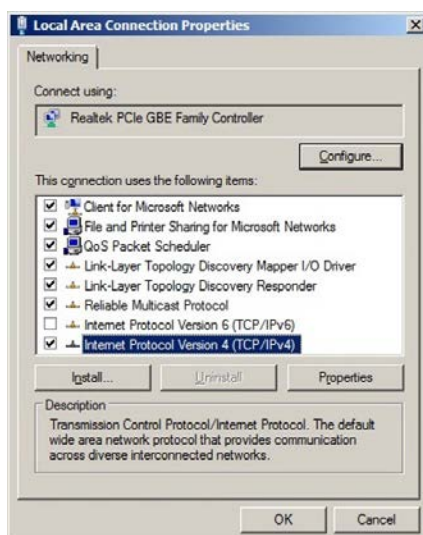 Local Area Connection Properties
Networking
Connect using:
Realtek PCIe GBE Family Controller
Configure...
This connection uses the following items:
Client for Microsoft Networks
File and Printer Sharing for Microsoft Networks
QoS Packet Scheduler
Link-Layer Topology Discovery Mapper I/O Driver
Link-Layer Topology Discovery Responder
Reliable Multicast Protocol
Internet Protocol Version 6 (TCP/IPv6)
Internet Protocol Version 4 (TCP/IPv4)
Install... Uninstall Properties
Description
Transmission Control Protocol/Internet Protocol. The default
wide area network protocol that provides communication
across diverse interconnected networks.
OK Cancel